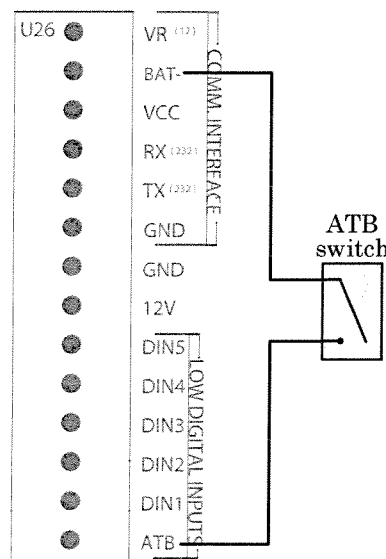 U26
VR (12)
BAT-
VCC
RX (232)
TX (232)
GND
COMM. INTERFACE
GND
12V
DIN5
DIN4
DIN3
DIN2
DIN1
ATB
LOW DIGITAL INPUTS
ATB
switch